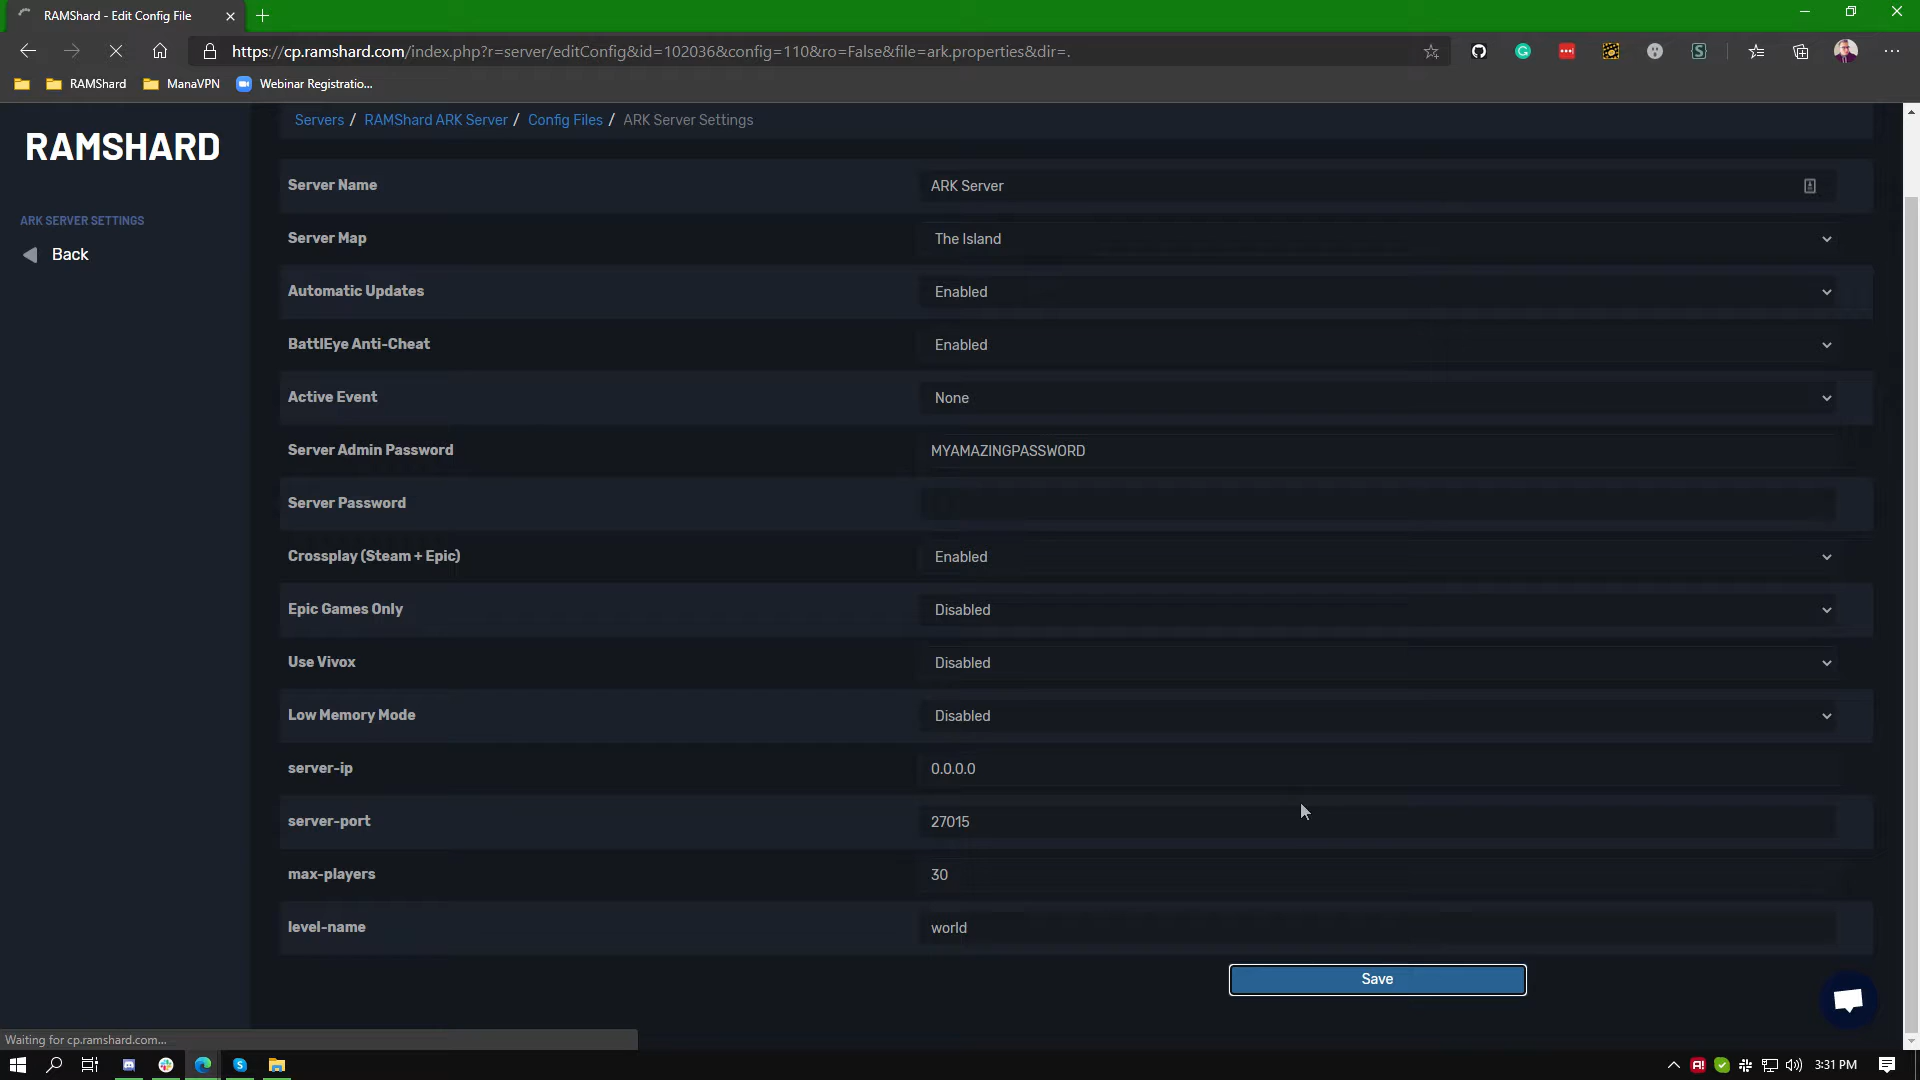 RAMShard - Edit Config File
https://cp.ramshard.com/index.php?r=server/editConfig&id=102036&config=110&ro=False&file=ark.properties&dir=.
RAMShard ManaVPN Webinar Registratio...
RAMSHARD
ARK SERVER SETTINGS
Back
Servers / RAMShard ARK Server / Config Files / ARK Server Settings
Server Name ARK Server
Server Map The Island
Automatic Updates Enabled
BattlEye Anti-Cheat Enabled
Active Event None
Server Admin Password MYAMAZINGPASSWORD
Server Password
Crossplay (Steam + Epic) Enabled
Epic Games Only Disabled
Use Vivox Disabled
Low Memory Mode Disabled
server-ip 0.0.0.0
server-port 27015
max-players 30
level-name world
Save
Waiting for cp.ramshard.com...
3:31 PM